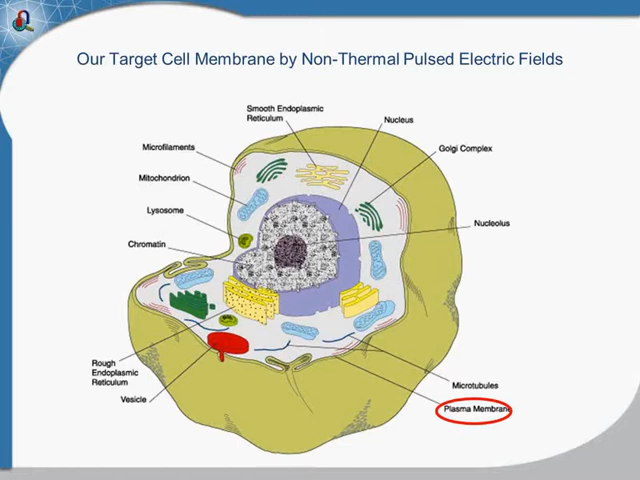 Our Target Cell Membrane by Non-Thermal Pulsed Electric Fields
Smooth Endoplasmic
Reticulum
Nucleus
Microfilaments
Golgi Complex
Mitochondrion
Lysosome
Nucleolus
Chromatin
Rough
Endoplasmic
Reticulum
Microtubules
Vesicle
Plasma Membrane